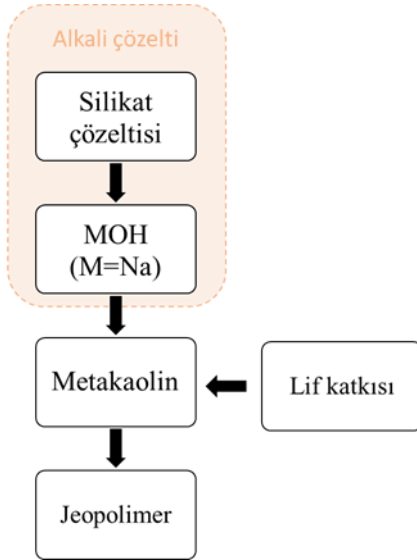 Alkali çözelti
Silikat
çözeltisi
MOH
(M=Na)
Metakaolin
Lif katkısı
Jeopolimer